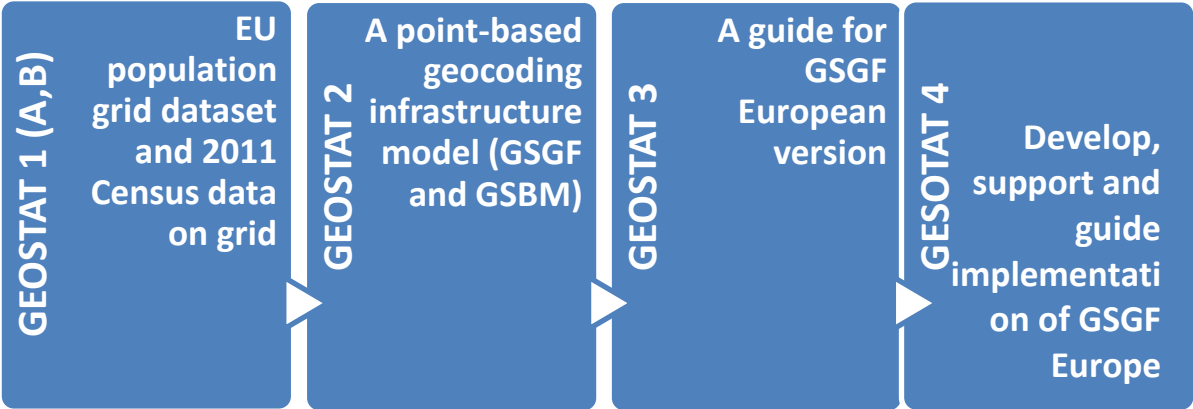 GEOSTAT 1 (A,B)
EU
population
grid dataset
and 2011
Census data
on grid
GEOSTAT 2
A point-based
geocoding
infrastructure
model (GSGF
and GSBM)
GEOSTAT 3
A guide for
GSGF
European
version
GESOTAT 4
Develop,
support and
guide
implementati
on of GSGF
Europe